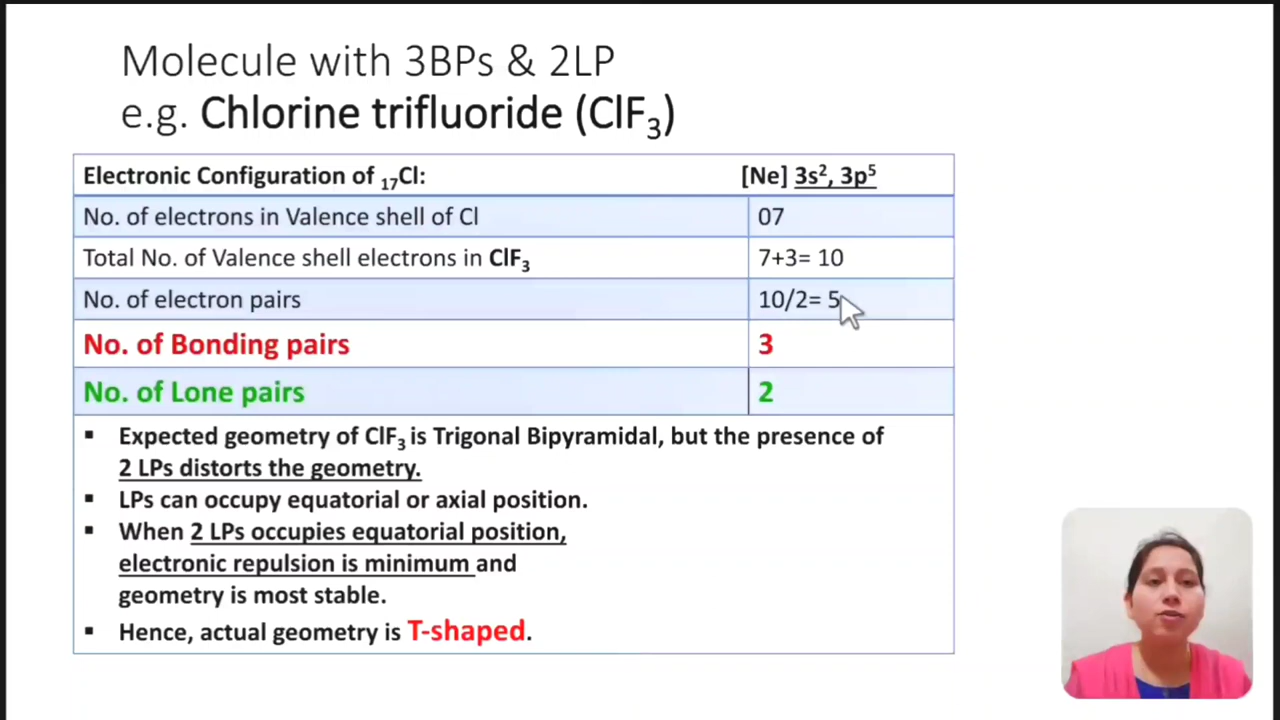 Molecule with 3BPs & 2LP
e.g. Chlorine trifluoride (ClF₃)
Electronic Configuration of ₁₇Cl: [Ne] 3s², 3p⁵
No. of electrons in Valence shell of Cl 07
Total No. of Valence shell electrons in ClF₃ 7+3= 10
No. of electron pairs 10/2= 5
No. of Bonding pairs 3
No. of Lone pairs 2
▪ Expected geometry of ClF₃ is Trigonal Bipyramidal, but the presence of
2 LPs distorts the geometry.
▪ LPs can occupy equatorial or axial position.
▪ When 2 LPs occupies equatorial position,
electronic repulsion is minimum and
geometry is most stable.
▪ Hence, actual geometry is T-shaped.